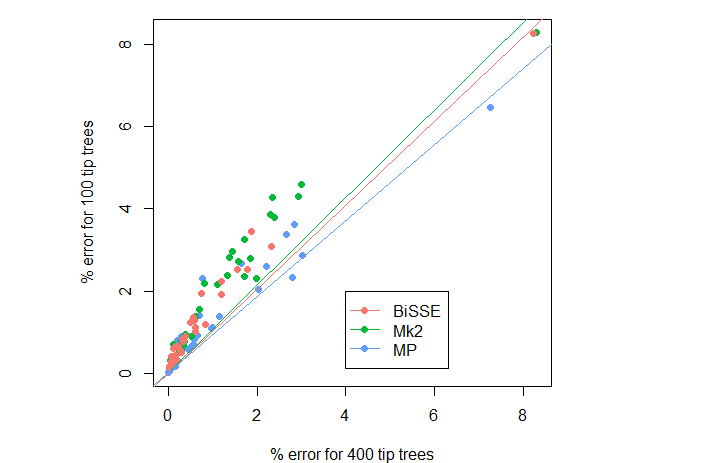 8
6
4
2
0
% error for 100 tip trees
BiSSE
Mk2
MP
0 2 4 6 8
% error for 400 tip trees